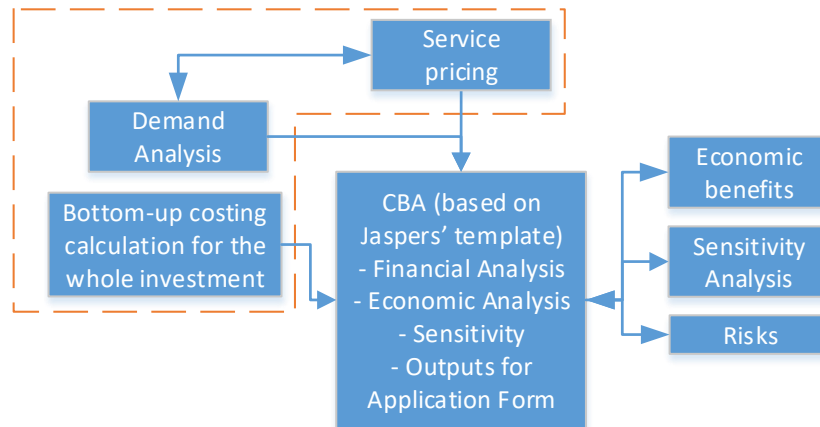 Service
pricing
Demand
Analysis
Bottom-up costing
calculation for the
whole investment
CBA (based on
Jaspers’ template)
- Financial Analysis
- Economic Analysis
- Sensitivity
- Outputs for
Application Form
Economic
benefits
Sensitivity
Analysis
Risks